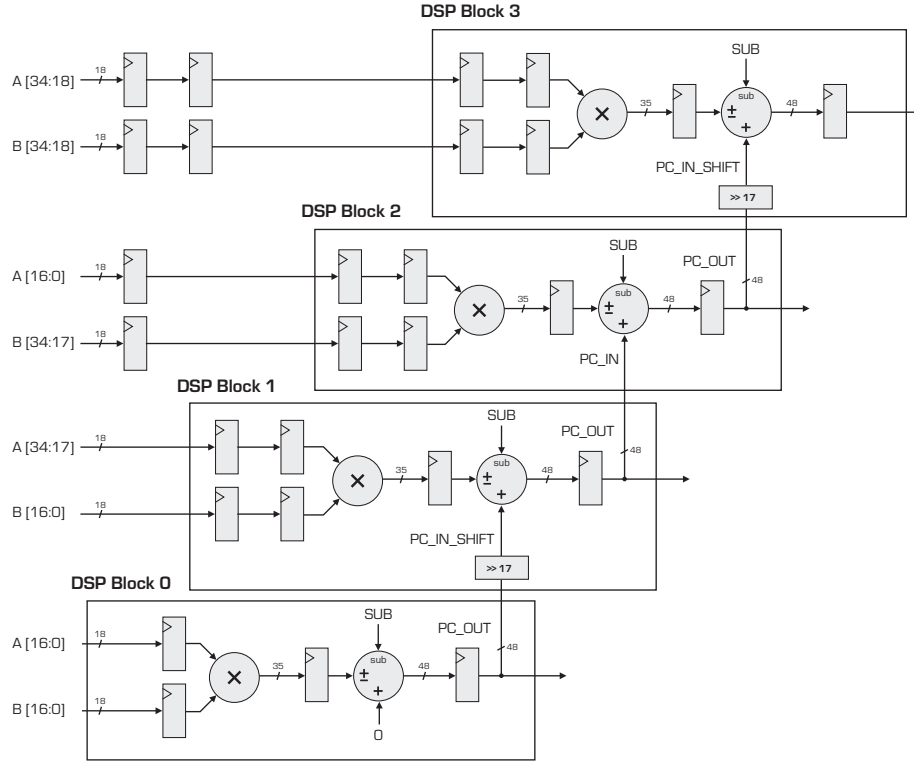 DSP Block 3
SUB
A [34:18]
18
sub
±
+
35
48
×
B [34:18]
18
PC_IN_SHIFT
>> 17
DSP Block 2
SUB
PC_OUT
A [16:0]
18
sub
±
+
35
48
48
×
B [34:17]
18
PC_IN
DSP Block 1
SUB
PC_OUT
A [34:17]
18
sub
±
+
35
48
48
×
B [16:0]
18
PC_IN_SHIFT
>> 17
DSP Block 0
SUB
PC_OUT
A [16:0]
18
sub
±
+
35
48
48
×
B [16:0]
18
0